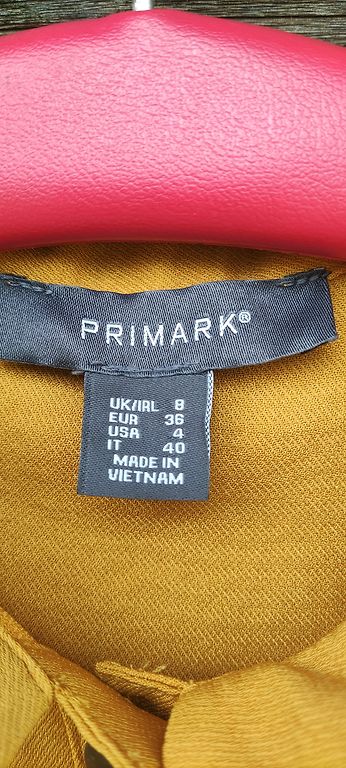 PRIMARK®
UK/IRL 8
EUR 36
USA 4
IT 40
MADE IN
VIETNAM